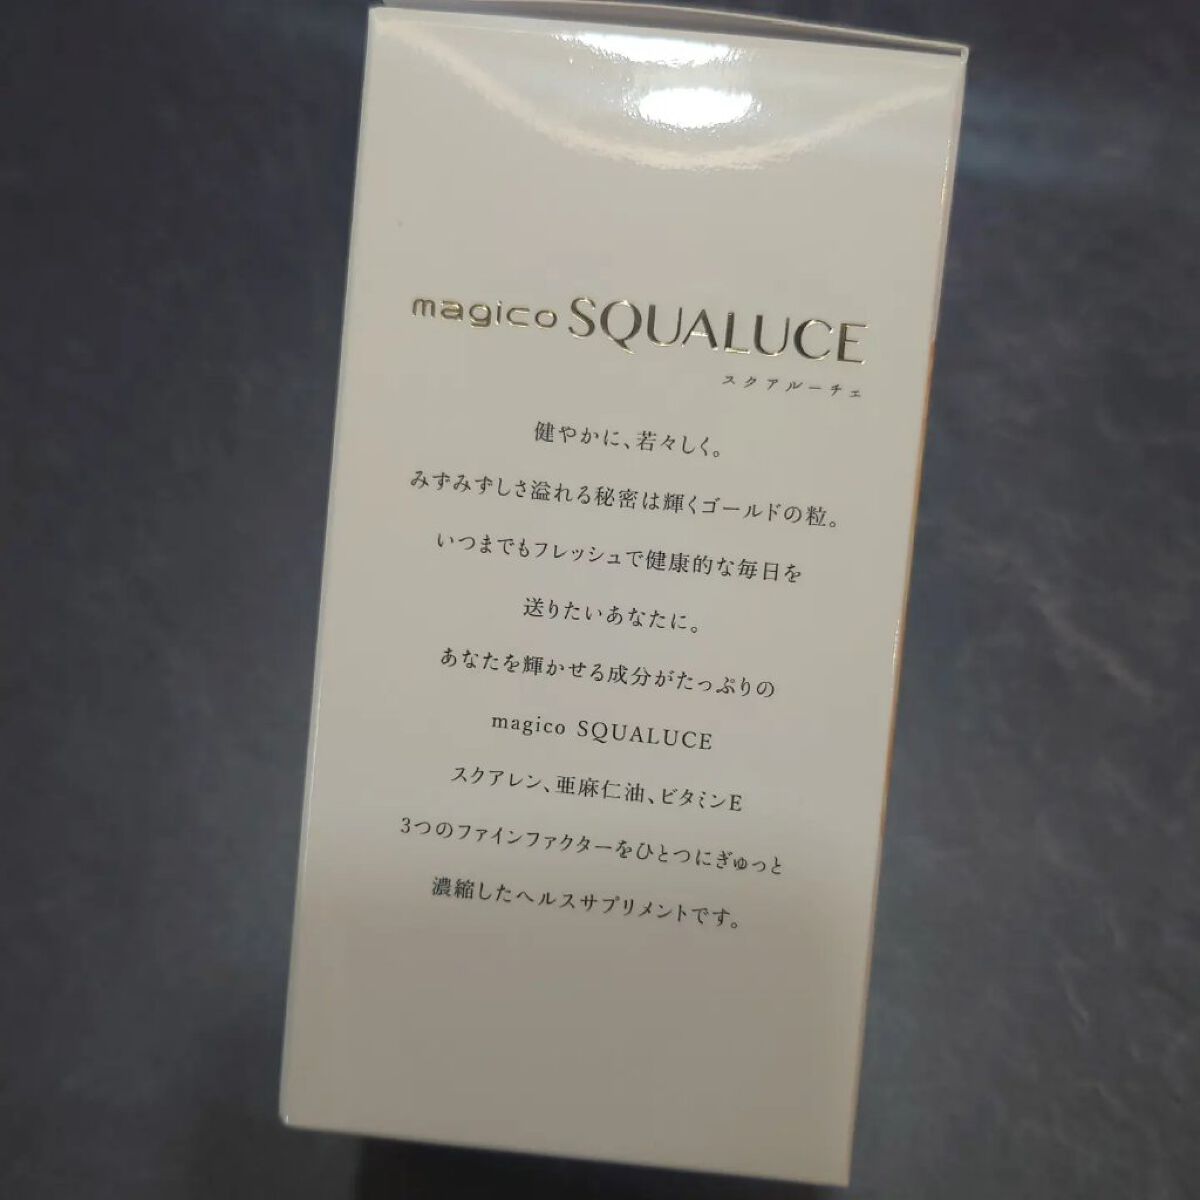 magico SQUALUCE
スクアルーチェ
健やかに、若々しく。
みずみずしさ溢れる秘密は輝くゴールドの粒。
いつまでもフレッシュで健康的な毎日を
送りたいあなたに。
あなたを輝かせる成分がたっぷりの
magico SQUALUCE
スクアレン、亜麻仁油、ビタミンE
3つのファインファクターをひとつにぎゅっと
濃縮したヘルスサプリメントです。